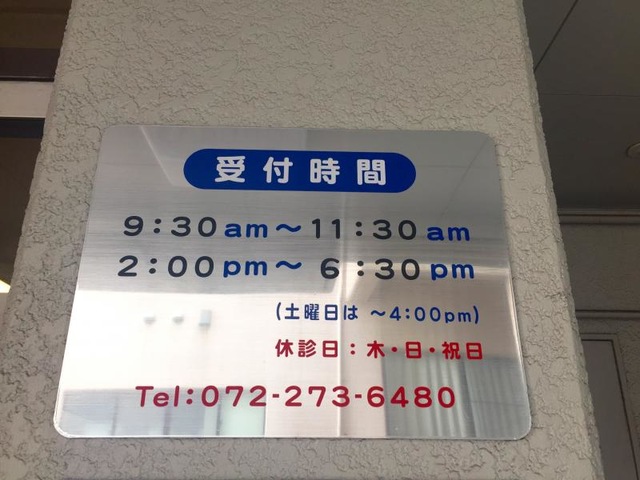 受付時間
9:30am～11:30am
2:00pm～ 6:30pm
(土曜日は ～4:00pm)
休診日：木・日・祝日
Tel:072-273-6480